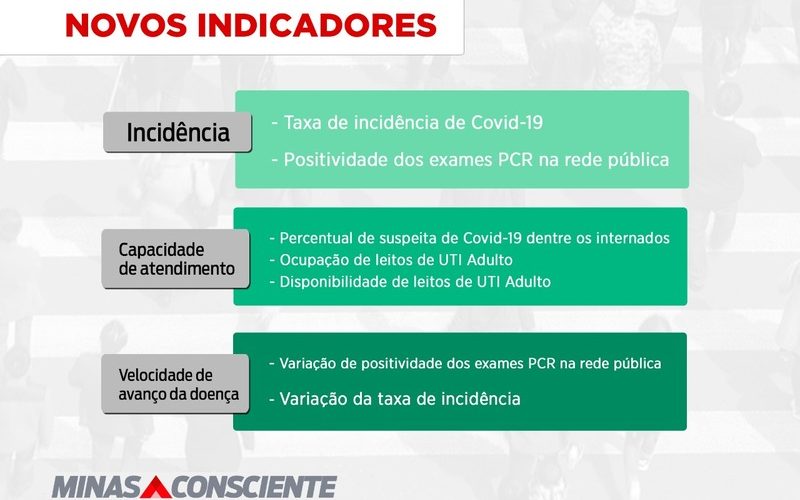 NOVOS INDICADORES
Incidência
- Taxa de incidência de Covid-19
- Positividade dos exames PCR na rede pública
Capacidade
de atendimento
- Percentual de suspeita de Covid-19 dentre os internados
- Ocupação de leitos de UTI Adulto
- Disponibilidade de leitos de UTI Adulto
Velocidade de
avanço da doença
- Variação de positividade dos exames PCR na rede pública
- Variação da taxa de incidência
MINAS CONSCIENTE